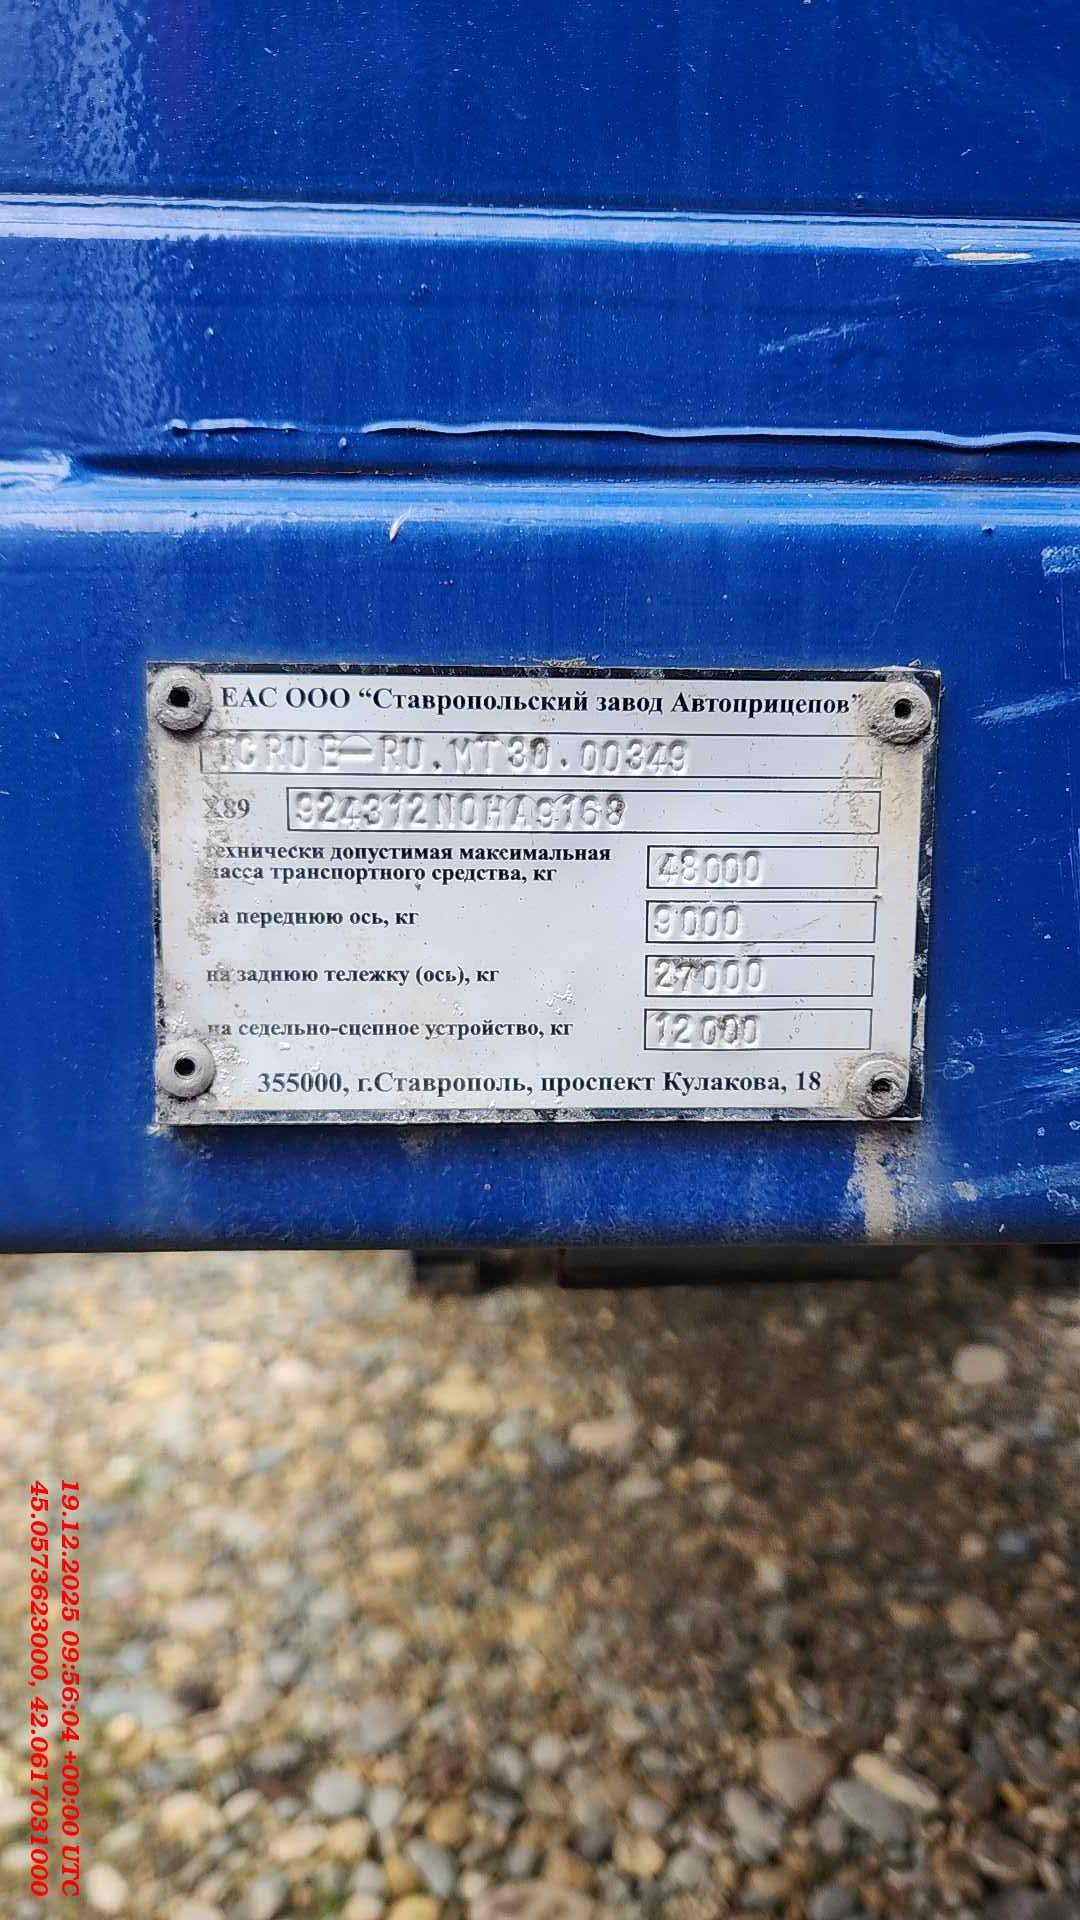 ЕАС ООО “Ставропольский завод Автоприцепов”
TCRU E-RU.MT30.00349
X89 924312N0HA9168
технически допустимая максимальная
масса транспортного средства, кг 48000
на переднюю ось, кг 9000
на заднюю тележку (ось), кг 27000
на седельно-сцепное устройство, кг 12000
355000, г.Ставрополь, проспект Кулакова, 18
19.12.2025 09:56:04 +00:00 UTC
45.0573623000, 42.0617031000